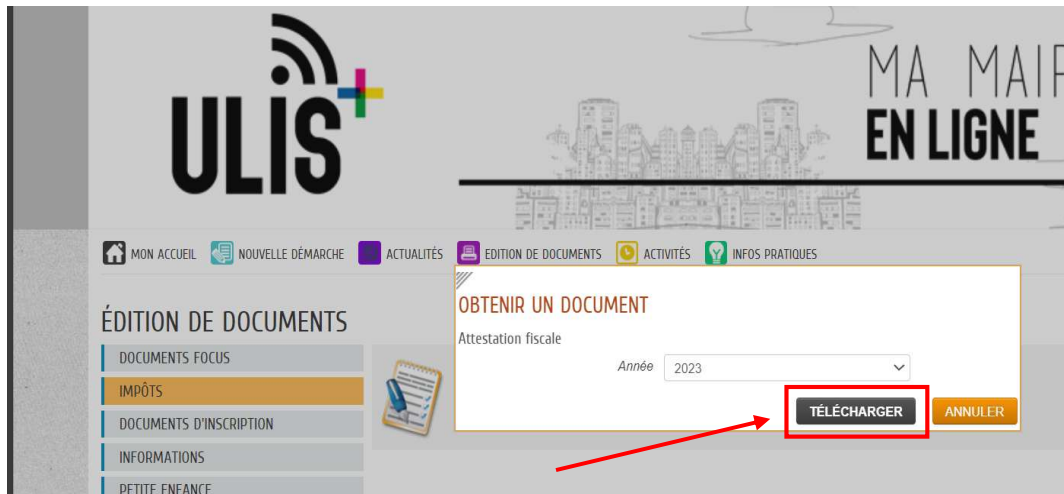 ULIS+
MA MAIR
EN LIGNE
MON ACCUEIL NOUVELLE DÉMARCHE ACTUALITÉS EDITION DE DOCUMENTS ACTIVITÉS INFOS PRATIQUES
OBTENIR UN DOCUMENT
Attestation fiscale
Année 2023
TÉLÉCHARGER ANNULER
ÉDITION DE DOCUMENTS
DOCUMENTS FOCUS
IMPÔTS
DOCUMENTS D'INSCRIPTION
INFORMATIONS
PETITE ENFANCE